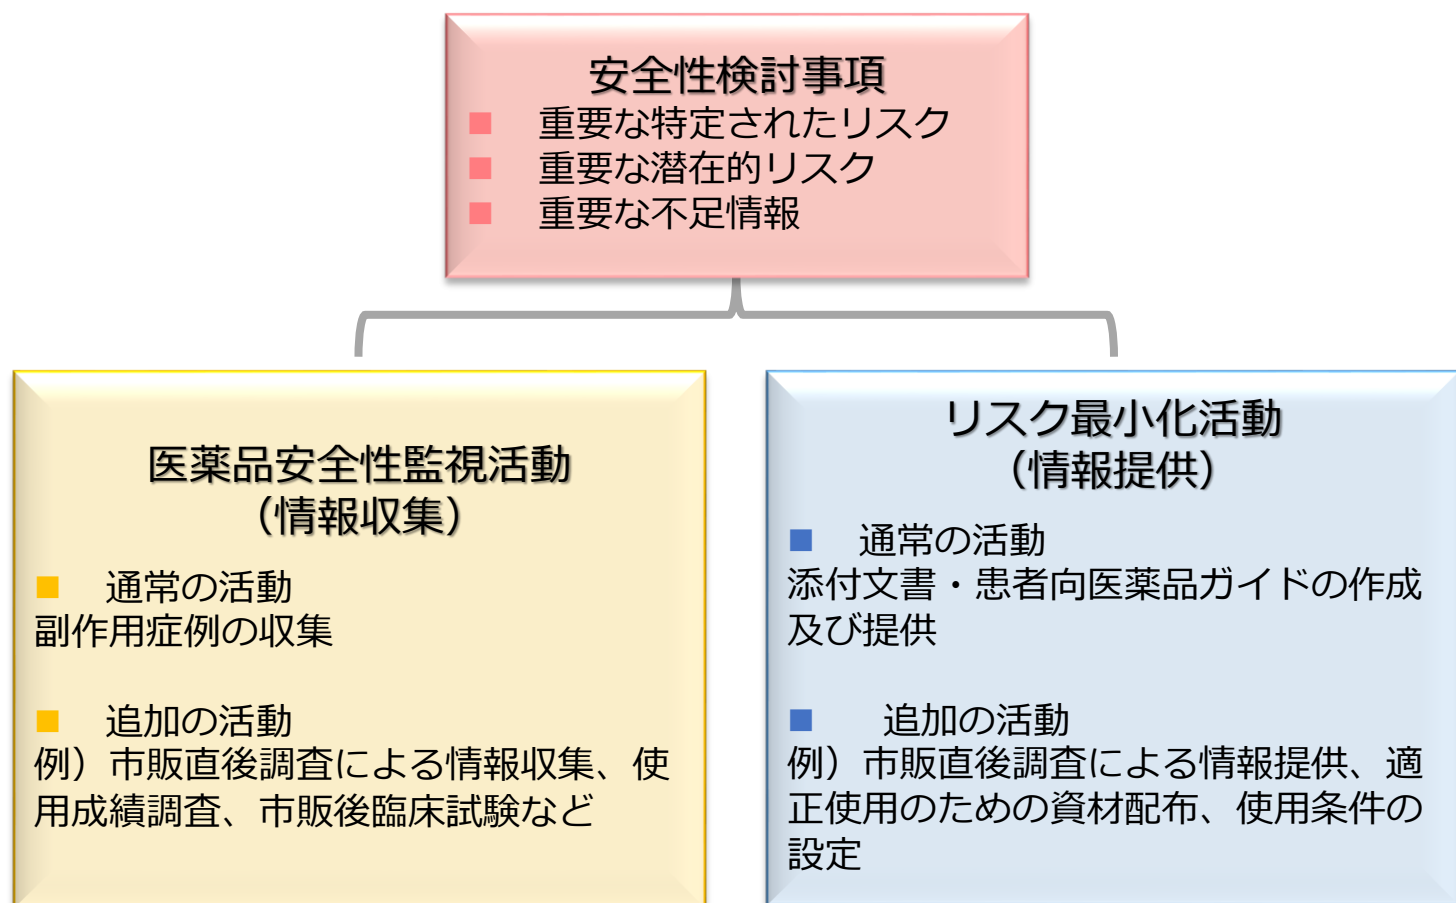 安全性検討事項
■ 重要な特定されたリスク
■ 重要な潜在的リスク
■ 重要な不足情報
医薬品安全性監視活動
（情報収集）
■ 通常の活動
副作用症例の収集
■ 追加の活動
例）市販直後調査による情報収集、使
用成績調査、市販後臨床試験など
リスク最小化活動
（情報提供）
■ 通常の活動
添付文書・患者向医薬品ガイドの作成
及び提供
■ 追加の活動
例）市販直後調査による情報提供、適
正使用のための資材配布、使用条件の
設定